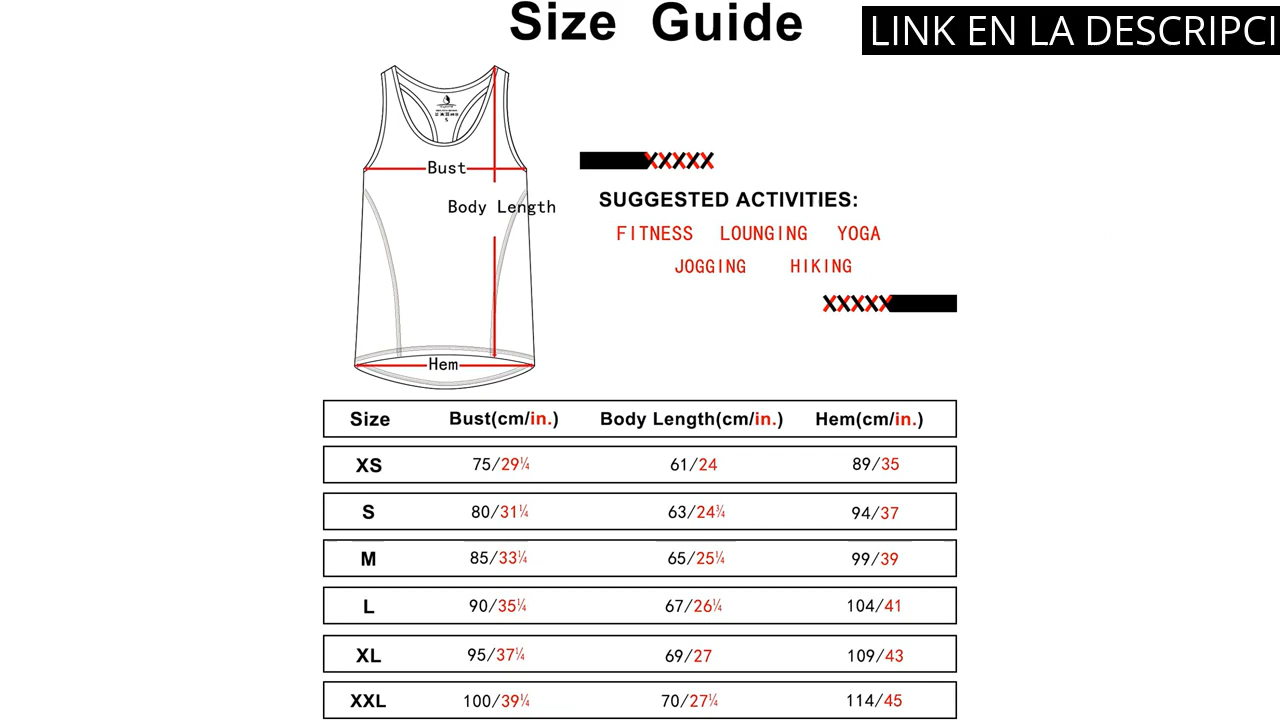 Size Guide
LINK EN LA DESCRIPCI
S
Bust
Body Length
Hem
SUGGESTED ACTIVITIES:
FITNESS LOUNGING YOGA
JOGGING HIKING
Size Bust(cm/in.) Body Length(cm/in.) Hem(cm/in.)
XS 75/29¼ 61/24 89/35
S 80/31¼ 63/24¾ 94/37
M 85/33¼ 65/25¼ 99/39
L 90/35¼ 67/26¼ 104/41
XL 95/37¼ 69/27 109/43
XXL 100/39¼ 70/27¼ 114/45